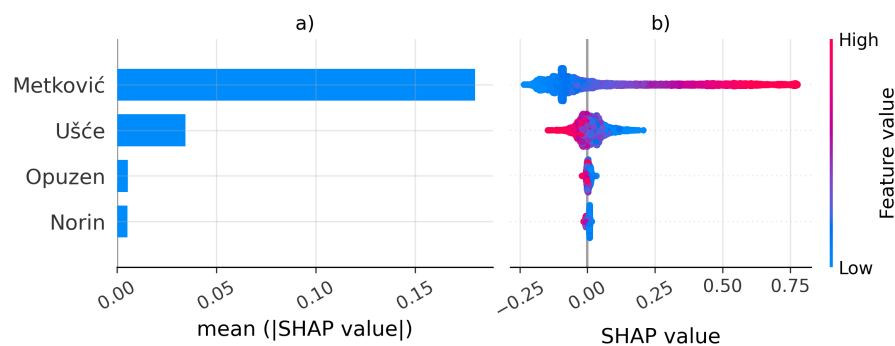 a)
b)
High
Metković
Ušće
Opuzen
Norin
Feature value
Low
0.00 0.05 0.10 0.15
−0.25 0.00 0.25 0.50 0.75
mean (|SHAP value|)
SHAP value